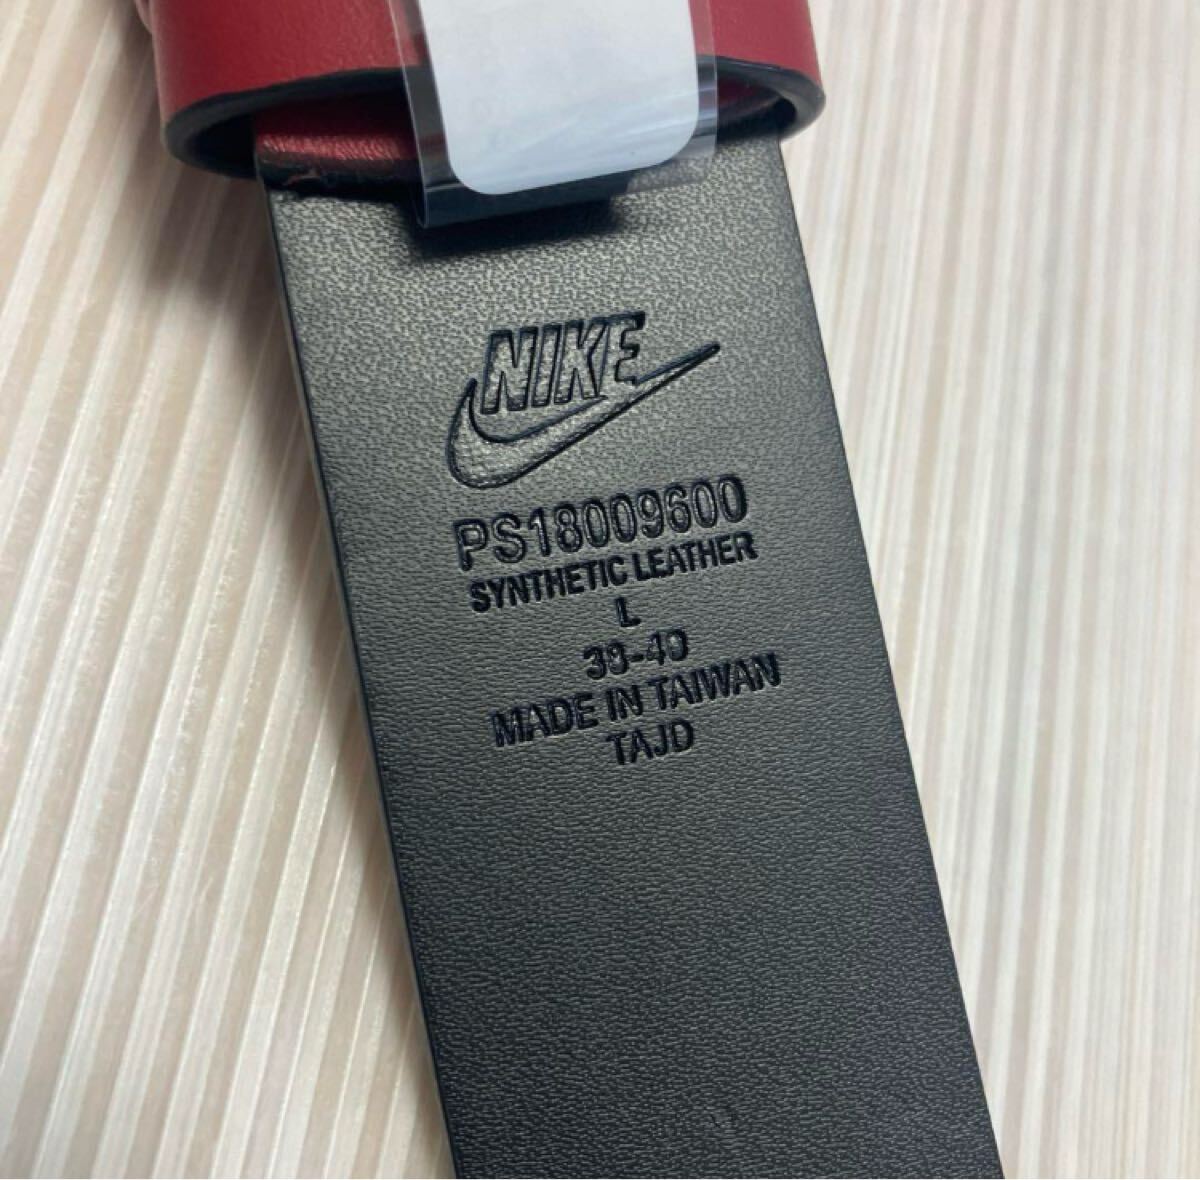 NIKE
PS18009600
SYNTHETIC LEATHER
L
38-40
MADE IN TAIWAN
TAJD